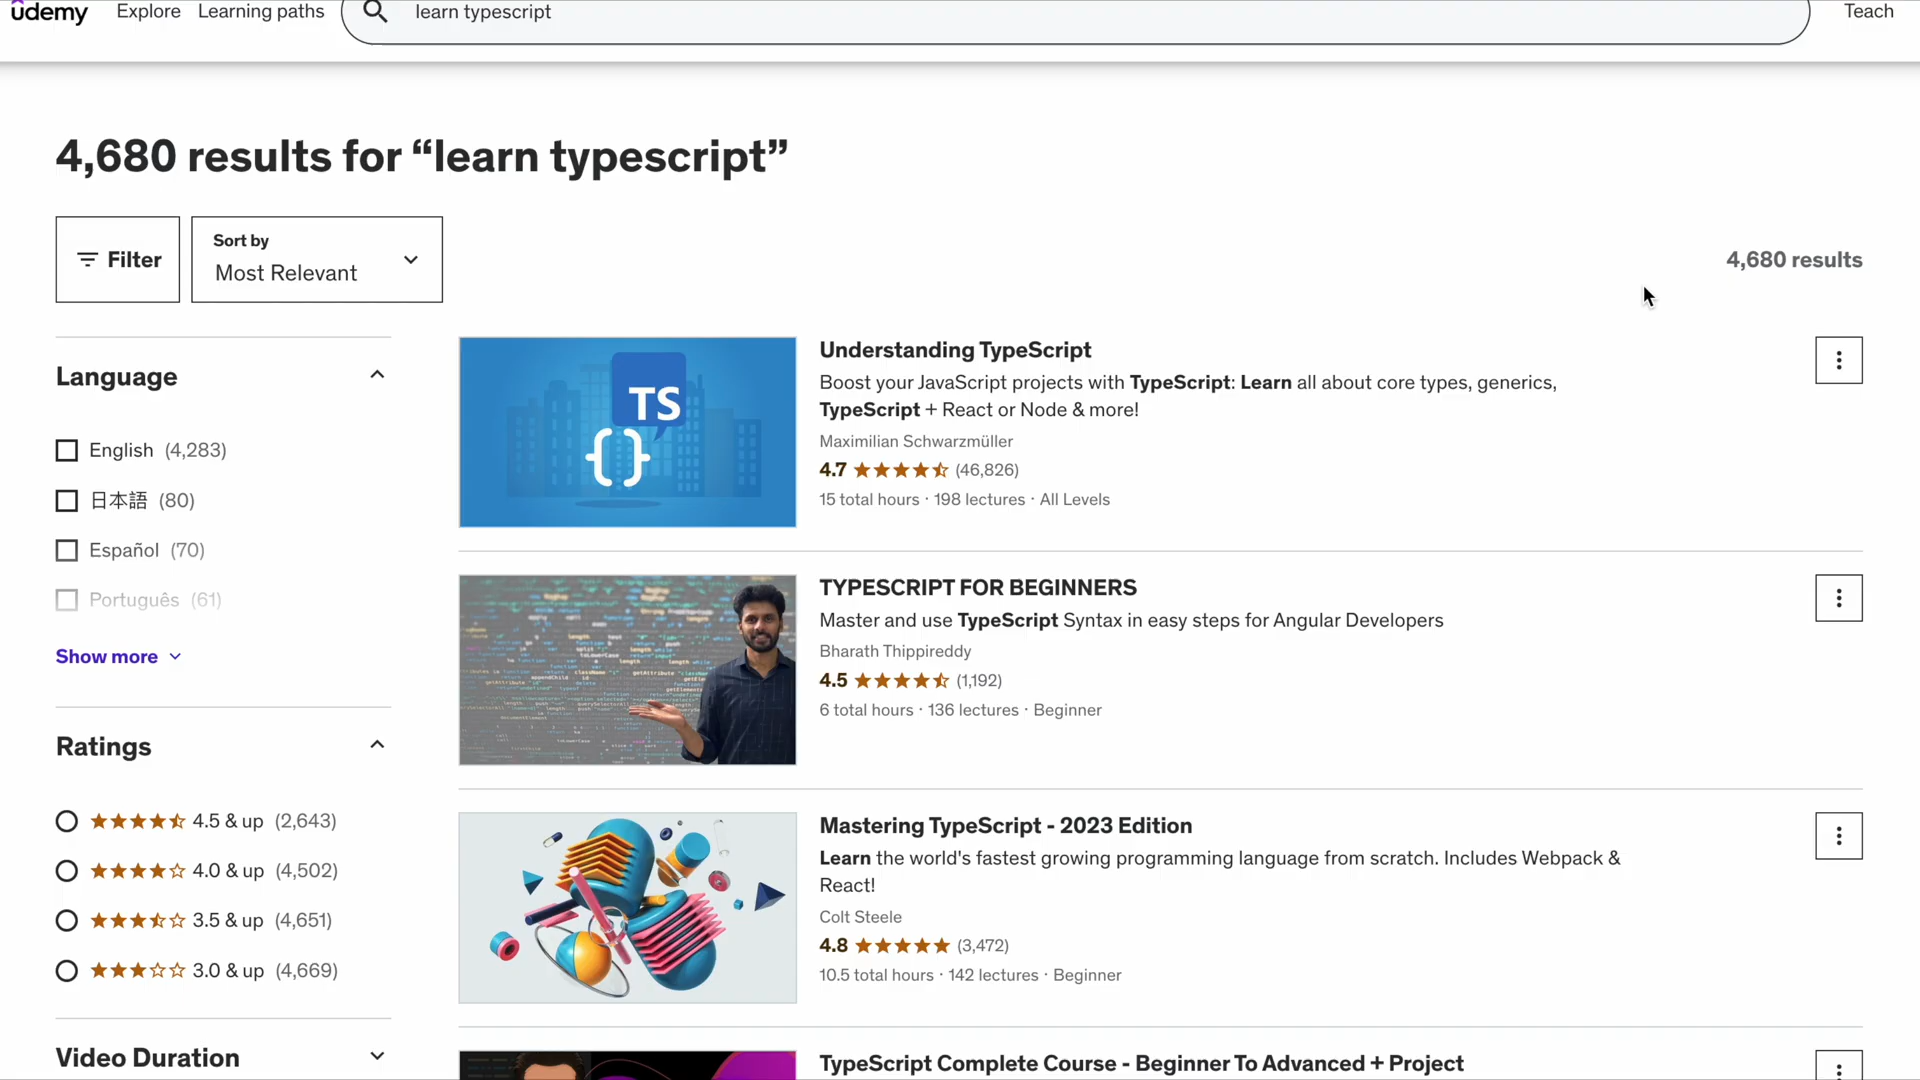 udemy
Explore
Learning paths
learn typescript
Teach
4,680 results for “learn typescript”
Filter
Sort by
Most Relevant
4,680 results
Language
English (4,283)
日本語 (80)
Español (70)
Português (61)
Show more
Ratings
4.5 & up (2,643)
4.0 & up (4,502)
3.5 & up (4,651)
3.0 & up (4,669)
Video Duration
TS
{}
Understanding TypeScript
Boost your JavaScript projects with TypeScript: Learn all about core types, generics,
TypeScript + React or Node & more!
Maximilian Schwarzmüller
4.7 (46,826)
15 total hours · 198 lectures · All Levels
TYPESCRIPT FOR BEGINNERS
Master and use TypeScript Syntax in easy steps for Angular Developers
Bharath Thippireddy
4.5 (1,192)
6 total hours · 136 lectures · Beginner
Mastering TypeScript - 2023 Edition
Learn the world's fastest growing programming language from scratch. Includes Webpack &
React!
Colt Steele
4.8 (3,472)
10.5 total hours · 142 lectures · Beginner
TypeScript Complete Course - Beginner To Advanced + Project